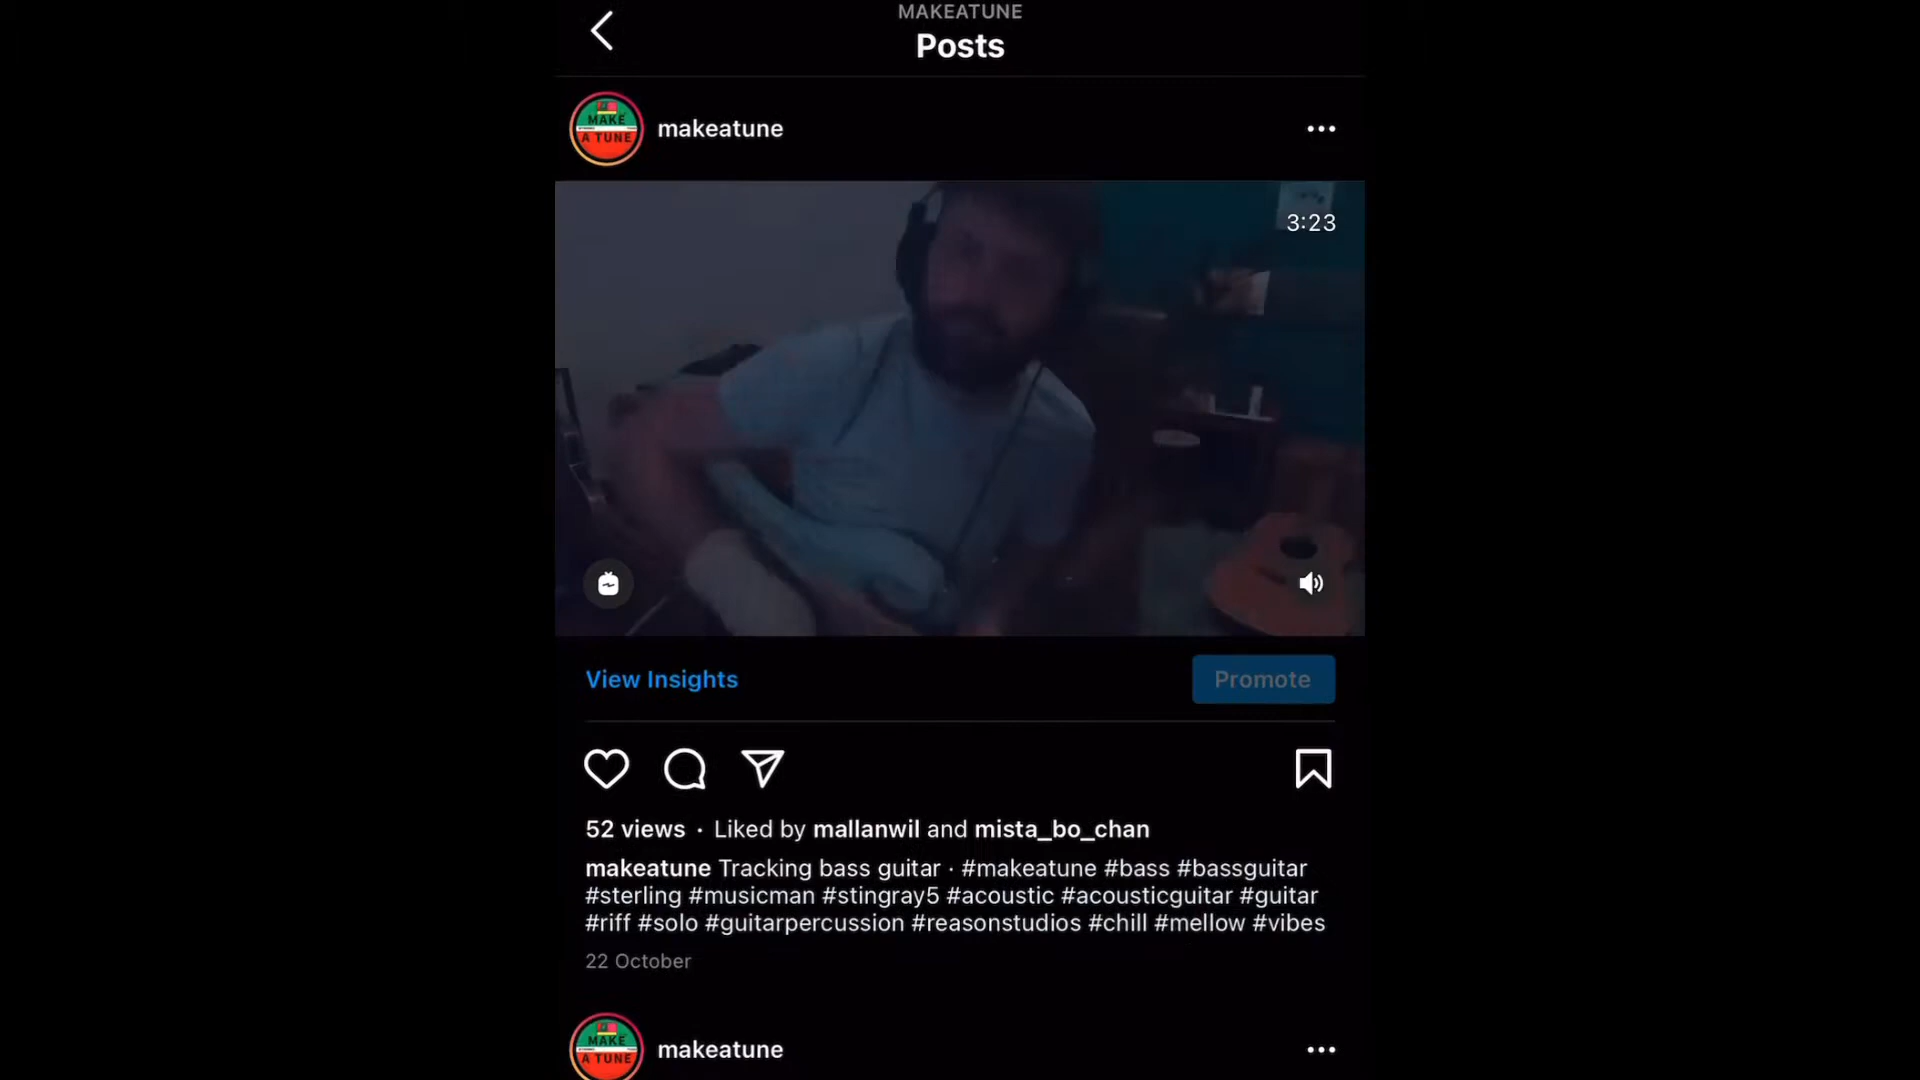 MAKEATUNE
Posts
MAKE
A TUNE
makeatune
3:23
View Insights
Promote
52 views · Liked by mallanwil and mista_bo_chan
makeatune Tracking bass guitar · #makeatune #bass #bassguitar
#sterling #musicman #stingray5 #acoustic #acousticguitar #guitar
#riff #solo #guitarpercussion #reasonstudios #chill #mellow #vibes
22 October
MAKE
A TUNE
makeatune